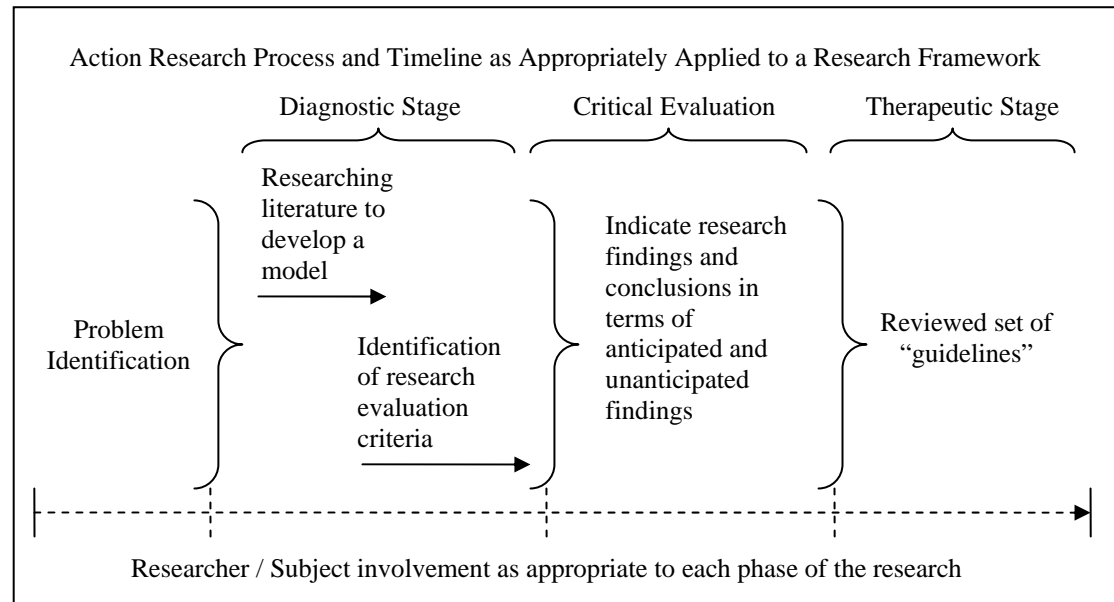 Action Research Process and Timeline as Appropriately Applied to a Research Framework
Diagnostic Stage
Critical Evaluation
Therapeutic Stage
Problem
Identification
Researching
literature to
develop a
model
Identification
of research
evaluation
criteria
Indicate research
findings and
conclusions in
terms of
anticipated and
unanticipated
findings
Reviewed set of
“guidelines”
Researcher / Subject involvement as appropriate to each phase of the research